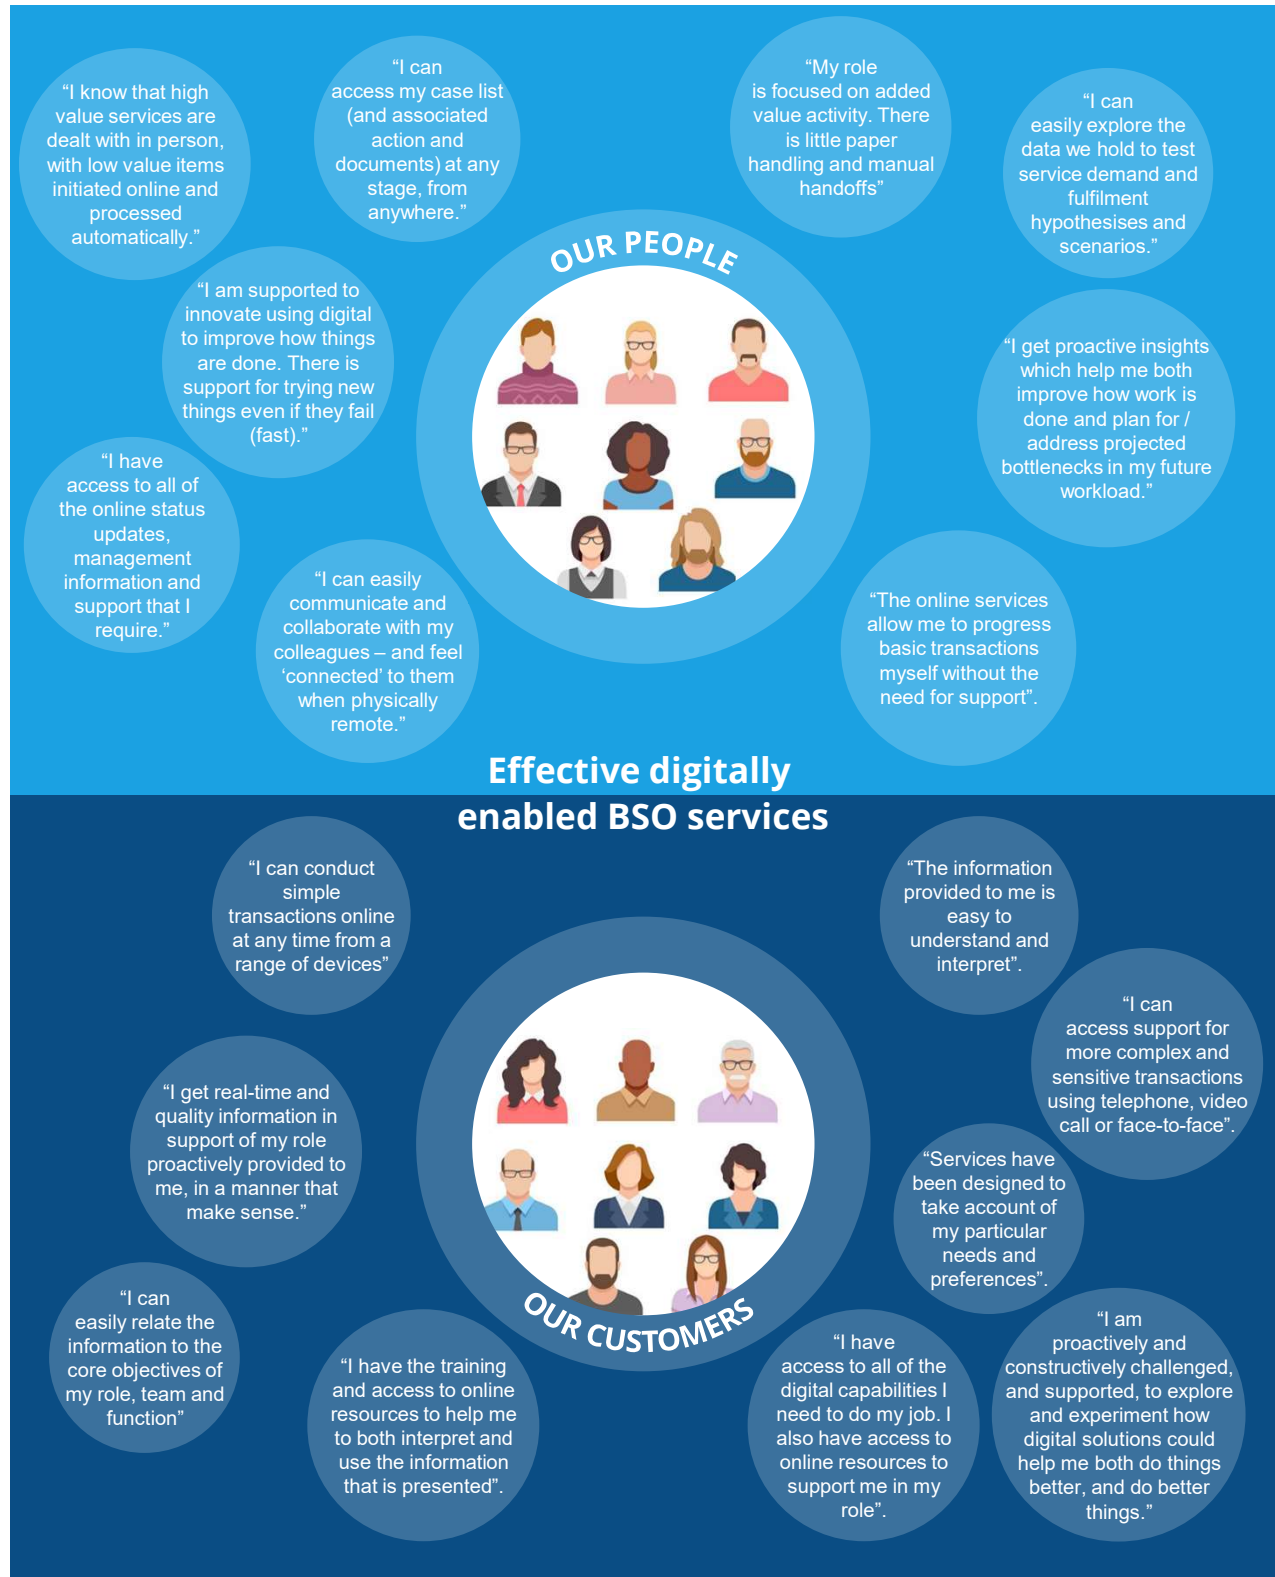 “I know that high
value services are
dealt with in person,
with low value items
initiated online and
processed
automatically.”
“I can
access my case list
(and associated
action and
documents) at any
stage, from
anywhere.”
“My role
is focused on added
value activity. There
is little paper
handling and manual
handoffs”
“I can
easily explore the
data we hold to test
service demand and
fulfilment
hypothesises and
scenarios.”
OUR PEOPLE
“I am supported to
innovate using digital
to improve how things
are done. There is
support for trying new
things even if they fail
(fast).”
“I get proactive insights
which help me both
improve how work is
done and plan for /
address projected
bottlenecks in my future
workload.”
“I have
access to all of
the online status
updates,
management
information and
support that I
require.”
“I can easily
communicate and
collaborate with my
colleagues – and feel
‘connected’ to them
when physically
remote.”
“The online services
allow me to progress
basic transactions
myself without the
need for support”.
Effective digitally
enabled BSO services
“I can conduct
simple
transactions online
at any time from a
range of devices”
“The information
provided to me is
easy to
understand and
interpret”.
“I can
access support for
more complex and
sensitive transactions
using telephone, video
call or face-to-face”.
“I get real-time and
quality information in
support of my role
proactively provided to
me, in a manner that
make sense.”
“Services have
been designed to
take account of
my particular
needs and
preferences”.
OUR CUSTOMERS
“I can
easily relate the
information to the
core objectives of
my role, team and
function”
“I have the training
and access to online
resources to help me
to both interpret and
use the information
that is presented”.
“I have
access to all of the
digital capabilities I
need to do my job. I
also have access to
online resources to
support me in my
role”.
“I am
proactively and
constructively challenged,
and supported, to explore
and experiment how
digital solutions could
help me both do things
better, and do better
things.”